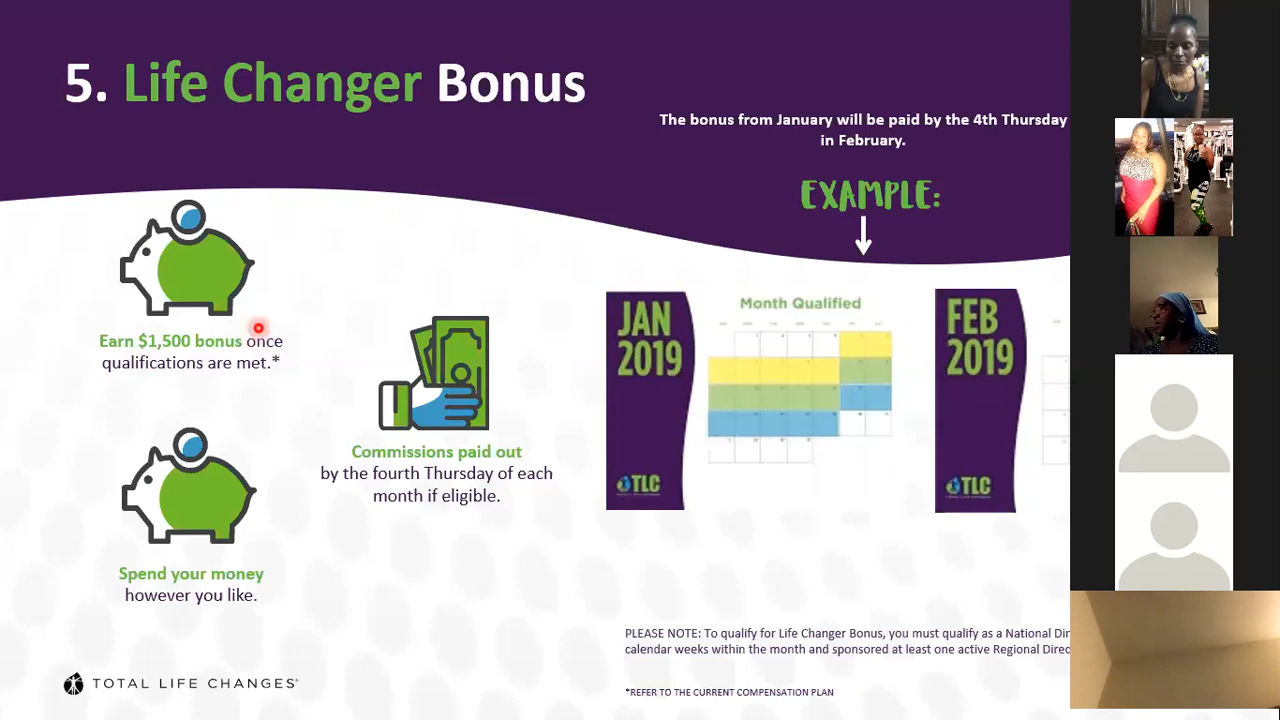 5. Life Changer Bonus
The bonus from January will be paid by the 4th Thursday
in February.
EXAMPLE:
Earn $1,500 bonus once
qualifications are met.*
Commissions paid out
by the fourth Thursday of each
month if eligible.
Spend your money
however you like.
JAN
2019
Month Qualified
TLC
FEB
2019
TLC
PLEASE NOTE: To qualify for Life Changer Bonus, you must qualify as a National Dir
calendar weeks within the month and sponsored at least one active Regional Direc
*REFER TO THE CURRENT COMPENSATION PLAN
TOTAL LIFE CHANGES®